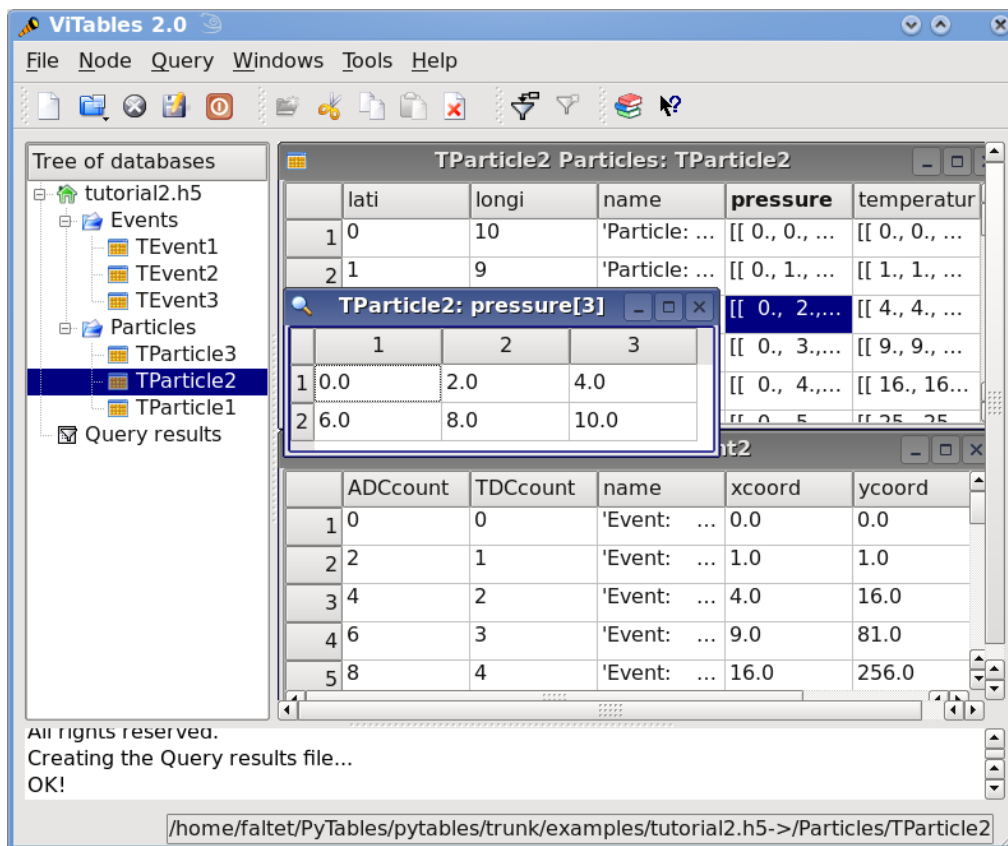 ViTables 2.0
File Node Query Windows Tools Help
Tree of databases
tutorial2.h5
Events
TEvent1
TEvent2
TEvent3
Particles
TParticle3
TParticle2
TParticle1
Query results
TParticle2 Particles: TParticle2
lati longi name pressure temperatur
1 0 10 'Particle: ... [[ 0., 0., ... [[ 0., 0., ...
2 1 9 'Particle: ... [[ 0., 1., ... [[ 1., 1., ...
[[ 0., 2.,... [[ 4., 4., ...
[[ 0., 3.,... [[ 9., 9., ...
[[ 0., 4.,... [[ 16., 16...
[[ 0., 5. [[ 25., 25.
TParticle2: pressure[3]
1 2 3
1 0.0 2.0 4.0
2 6.0 8.0 10.0
nt2
ADCcount TDCcount name xcoord ycoord
1 0 0 'Event: ... 0.0 0.0
2 2 1 'Event: ... 1.0 1.0
3 4 2 'Event: ... 4.0 16.0
4 6 3 'Event: ... 9.0 81.0
5 8 4 'Event: ... 16.0 256.0
All rights reserved.
Creating the Query results file...
OK!
/home/faltet/PyTables/pytables/trunk/examples/tutorial2.h5->/Particles/TParticle2